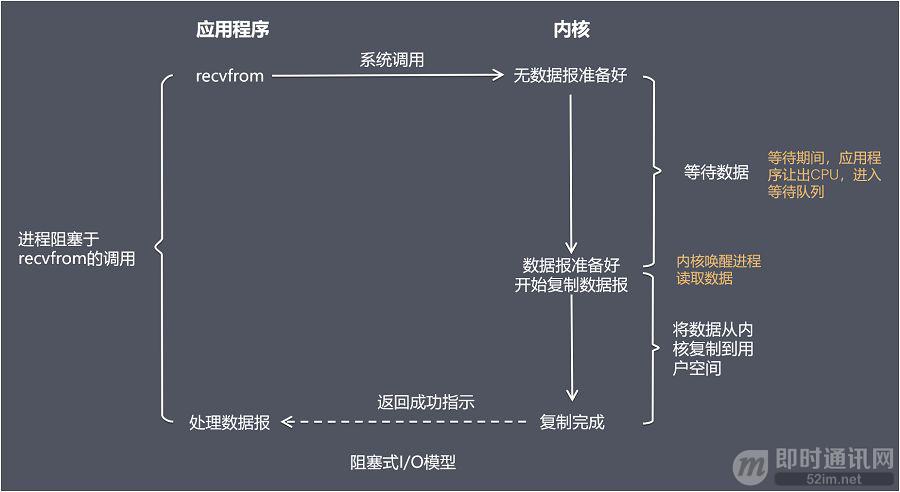 应用程序
内核
系统调用
recvfrom
无数据报准备好
等待数据
等待期间，应用程
序让出CPU，进入
等待队列
进程阻塞于
recvfrom的调用
数据报准备好
开始复制数据报
内核唤醒进程
读取数据
将数据从内
核复制到用
户空间
返回成功指示
处理数据报
复制完成
阻塞式I/O模型
即时通讯网
52im.net